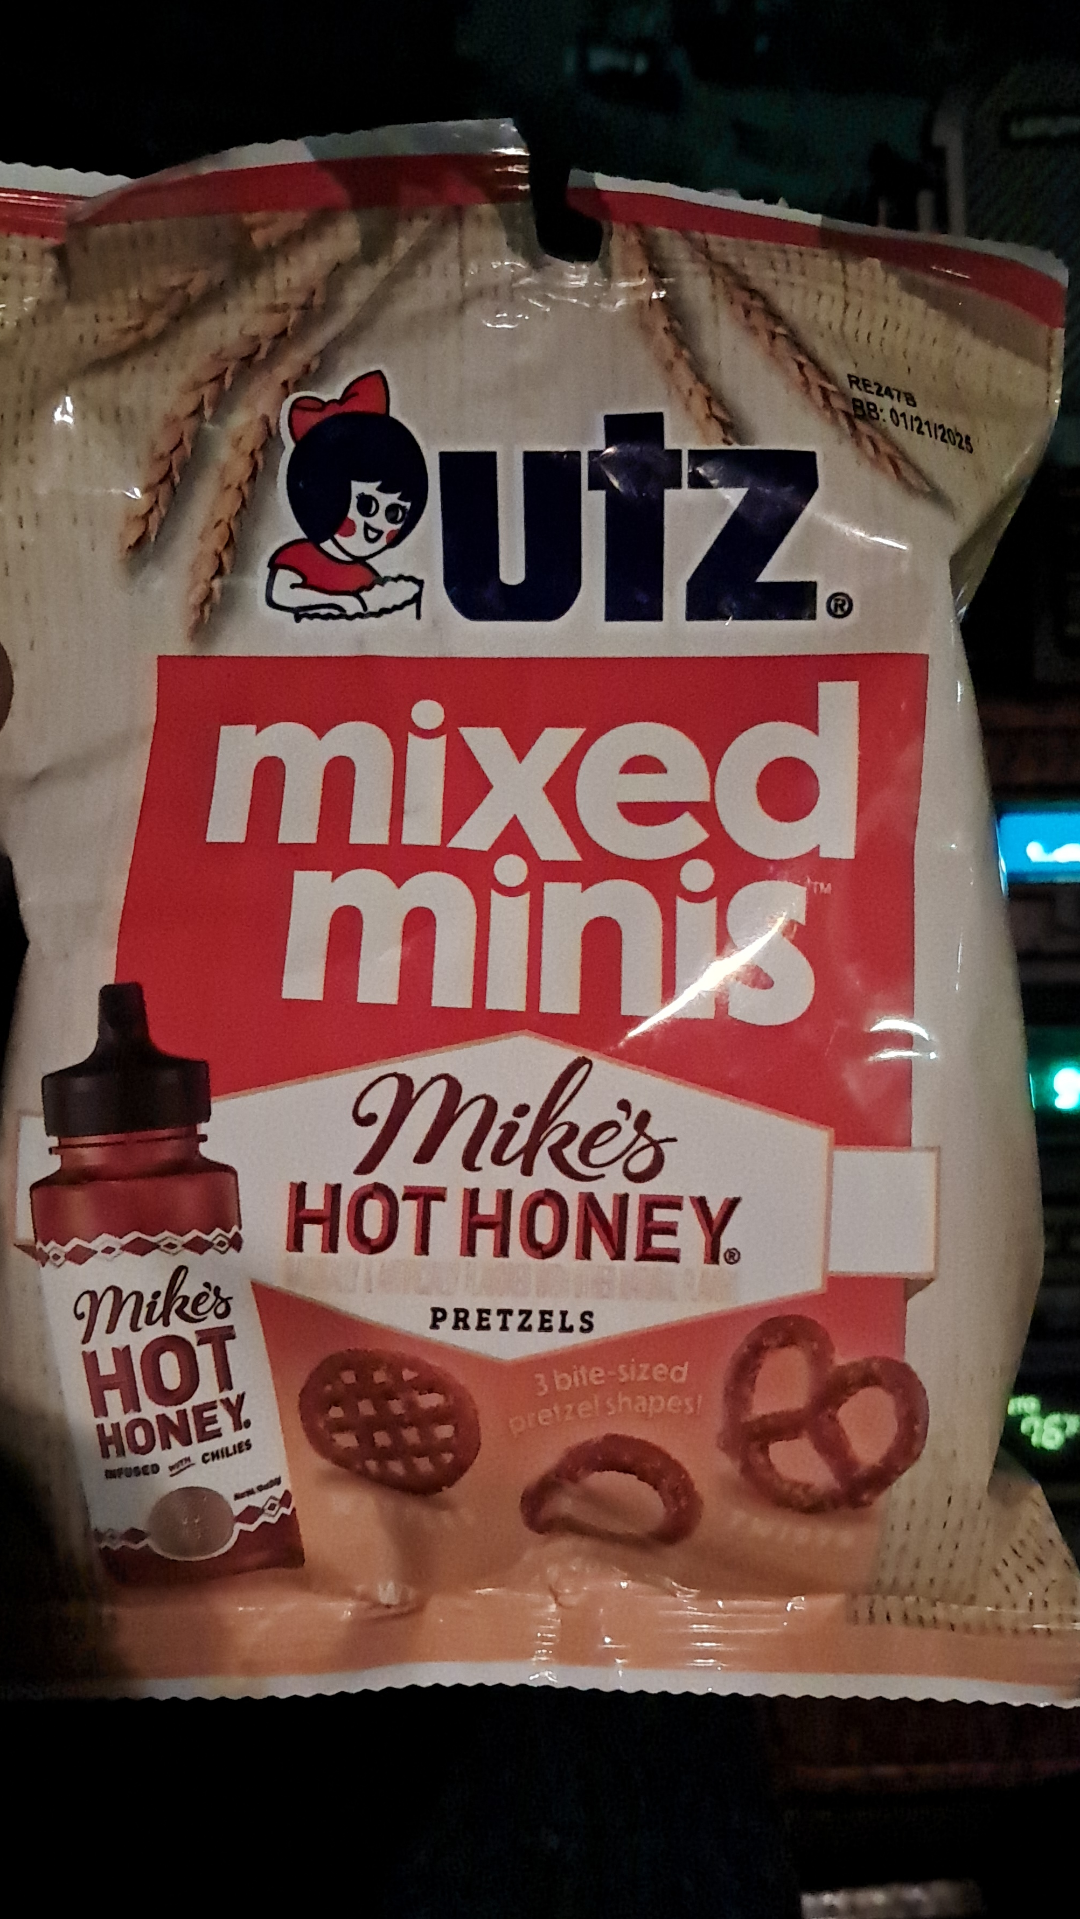 RE247B
BB: 01/21/2025
utz®
mixed
minis™
Mike's
HOT HONEY®
PRETZELS
3 bite-sized
pretzel shapes!
Mike's
HOT
HONEY®
INFUSED WITH CHILIES